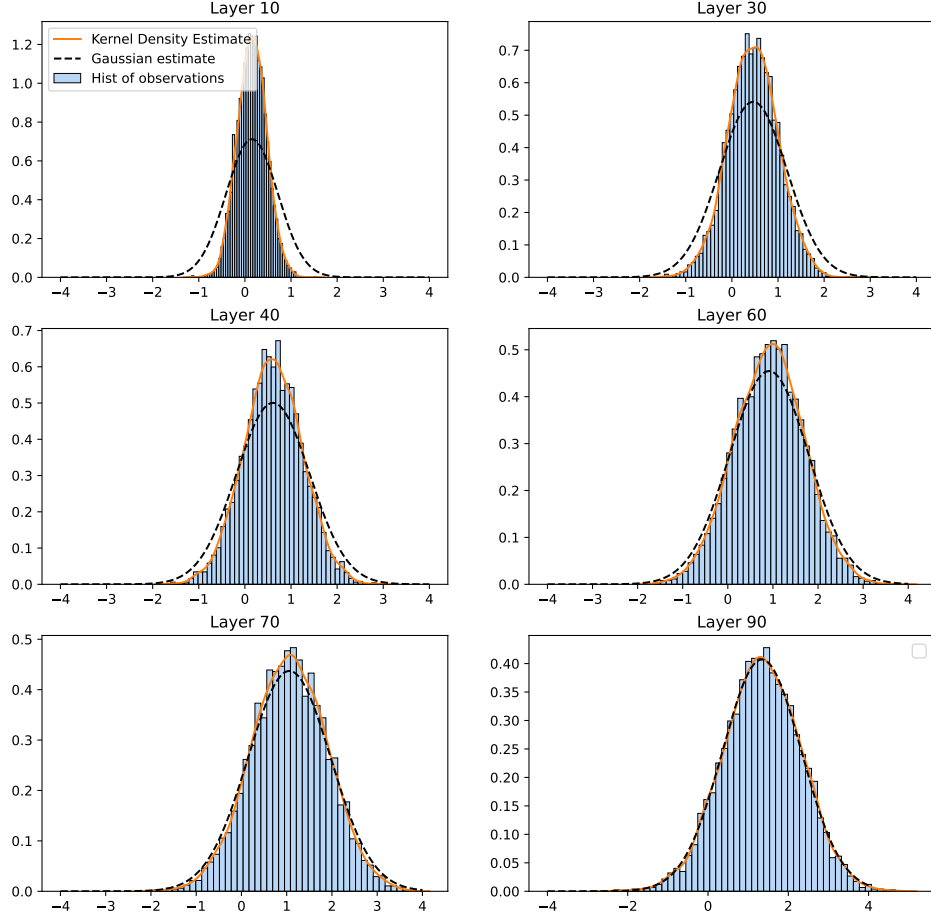 Layer 10
1.2
1.0
0.8
0.6
0.4
0.2
0.0
Kernel Density Estimate
Gaussian estimate
Hist of observations
−4 −3 −2 −1 0 1 2 3 4
Layer 30
0.7
0.6
0.5
0.4
0.3
0.2
0.1
0.0
−4 −3 −2 −1 0 1 2 3 4
Layer 40
0.7
0.6
0.5
0.4
0.3
0.2
0.1
0.0
−4 −3 −2 −1 0 1 2 3 4
Layer 60
0.5
0.4
0.3
0.2
0.1
0.0
−4 −3 −2 −1 0 1 2 3 4
Layer 70
0.5
0.4
0.3
0.2
0.1
0.0
−4 −3 −2 −1 0 1 2 3 4
Layer 90
0.40
0.35
0.30
0.25
0.20
0.15
0.10
0.05
0.00
−4 −2 0 2 4